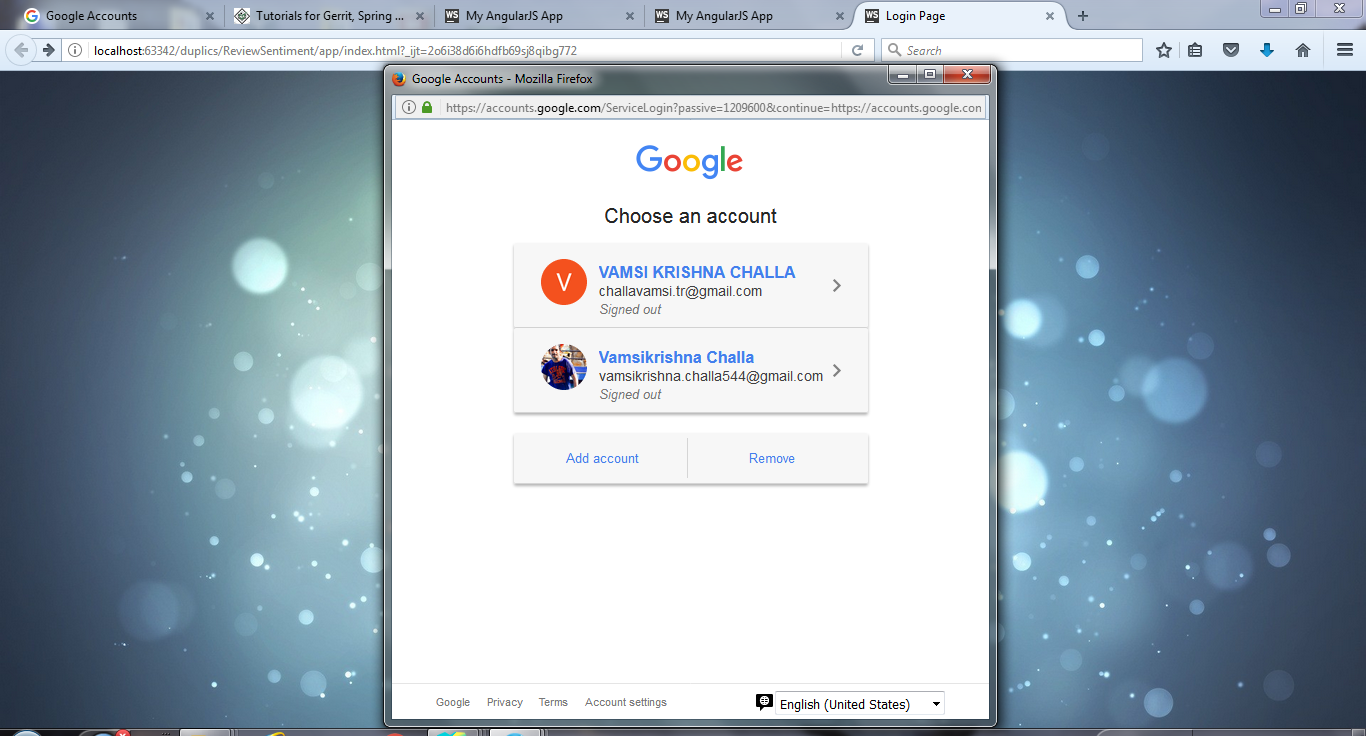 Google Accounts
Tutorials for Gerrit, Spring ...
WS My AngularJS App
WS My AngularJS App
WS Login Page
localhost:63342/duplics/ReviewSentiment/app/index.html?_ijt=2o6i38d6i6hdfb69sj8qibg772
Search
Google Accounts - Mozilla Firefox
https://accounts.google.com/ServiceLogin?passive=1209600&continue=https://accounts.google.con
Google
Choose an account
V
VAMSI KRISHNA CHALLA
challavamsi.tr@gmail.com
Signed out
Vamsikrishna Challa
vamsikrishna.challa544@gmail.com
Signed out
Add account
Remove
Google Privacy Terms Account settings
English (United States)